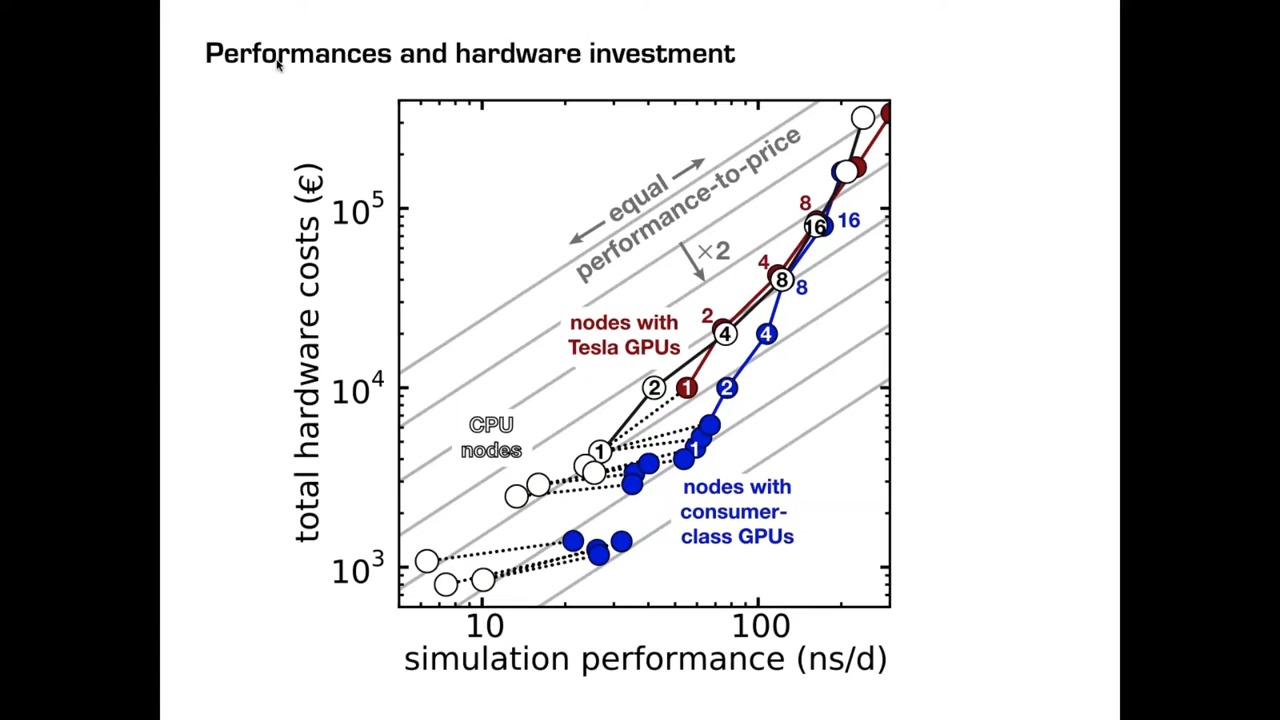 Performances and hardware investment
total hardware costs (€)
10^5
10^4
10^3
equal
performance-to-price
×2
8
16
16
4
8
8
2
4
4
nodes with
Tesla GPUs
2
1
2
CPU
nodes
1
1
nodes with
consumer-
class GPUs
10
100
simulation performance (ns/d)